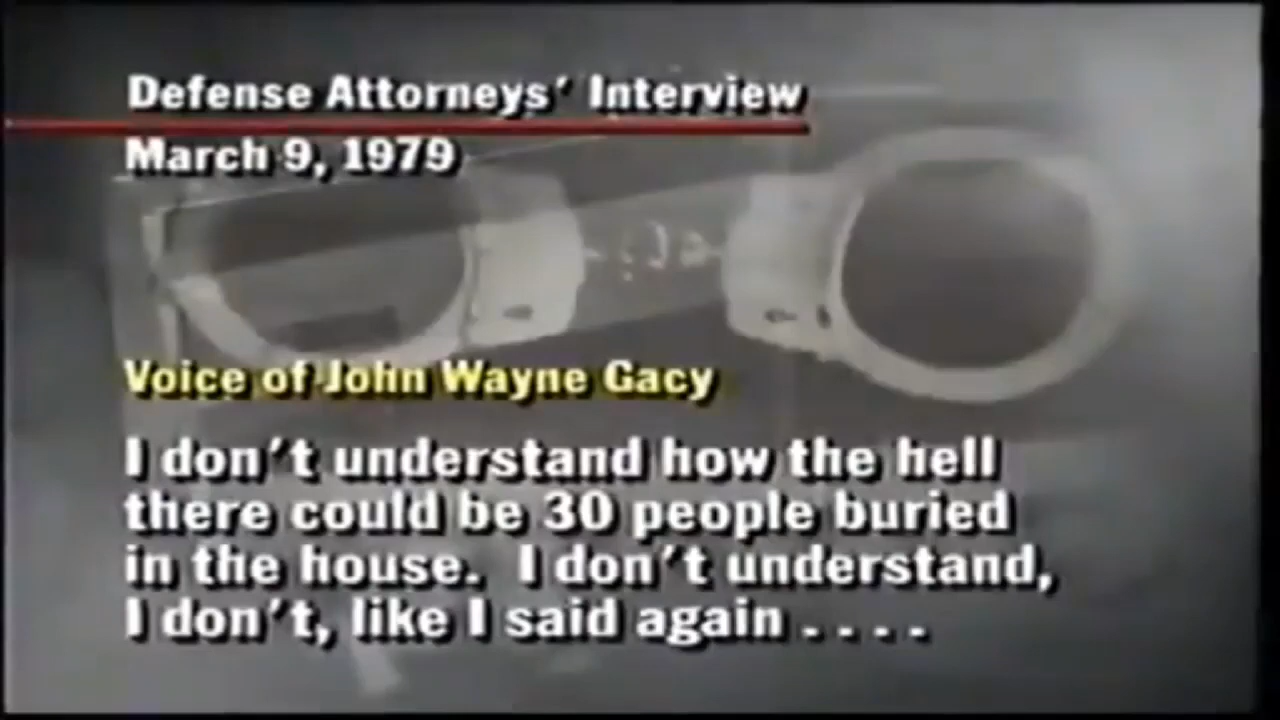 Defense Attorneys' Interview
March 9, 1979
Voice of John Wayne Gacy
I don't understand how the hell
there could be 30 people buried
in the house. I don't understand,
I don't, like I said again . . . .